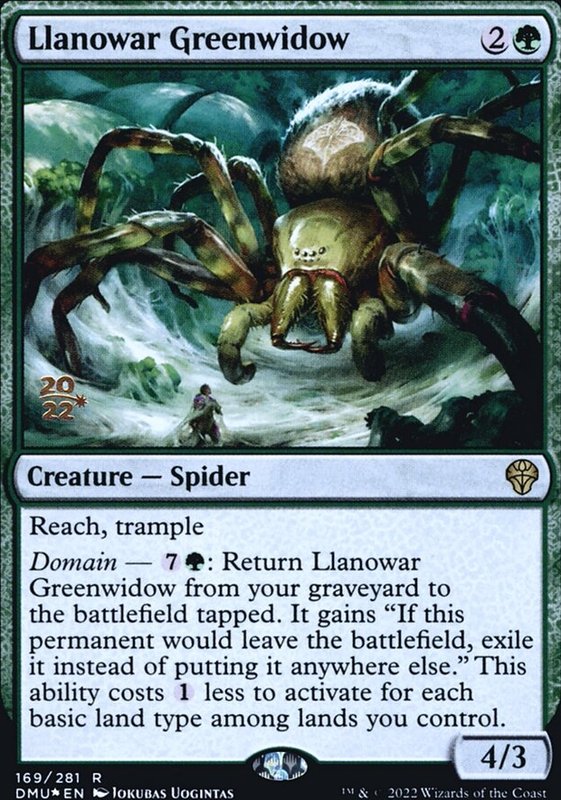 Llanowar Greenwidow 2
20
22*
Creature — Spider
Reach, trample
Domain — 7 : Return Llanowar
Greenwidow from your graveyard to
the battlefield tapped. It gains “If this
permanent would leave the battlefield, exile
it instead of putting it anywhere else.” This
ability costs 1 less to activate for each
basic land type among lands you control.
4/3
169/281 R
DMU★EN Jokubas Uogintas
™ & © 2022 Wizards of the Coast